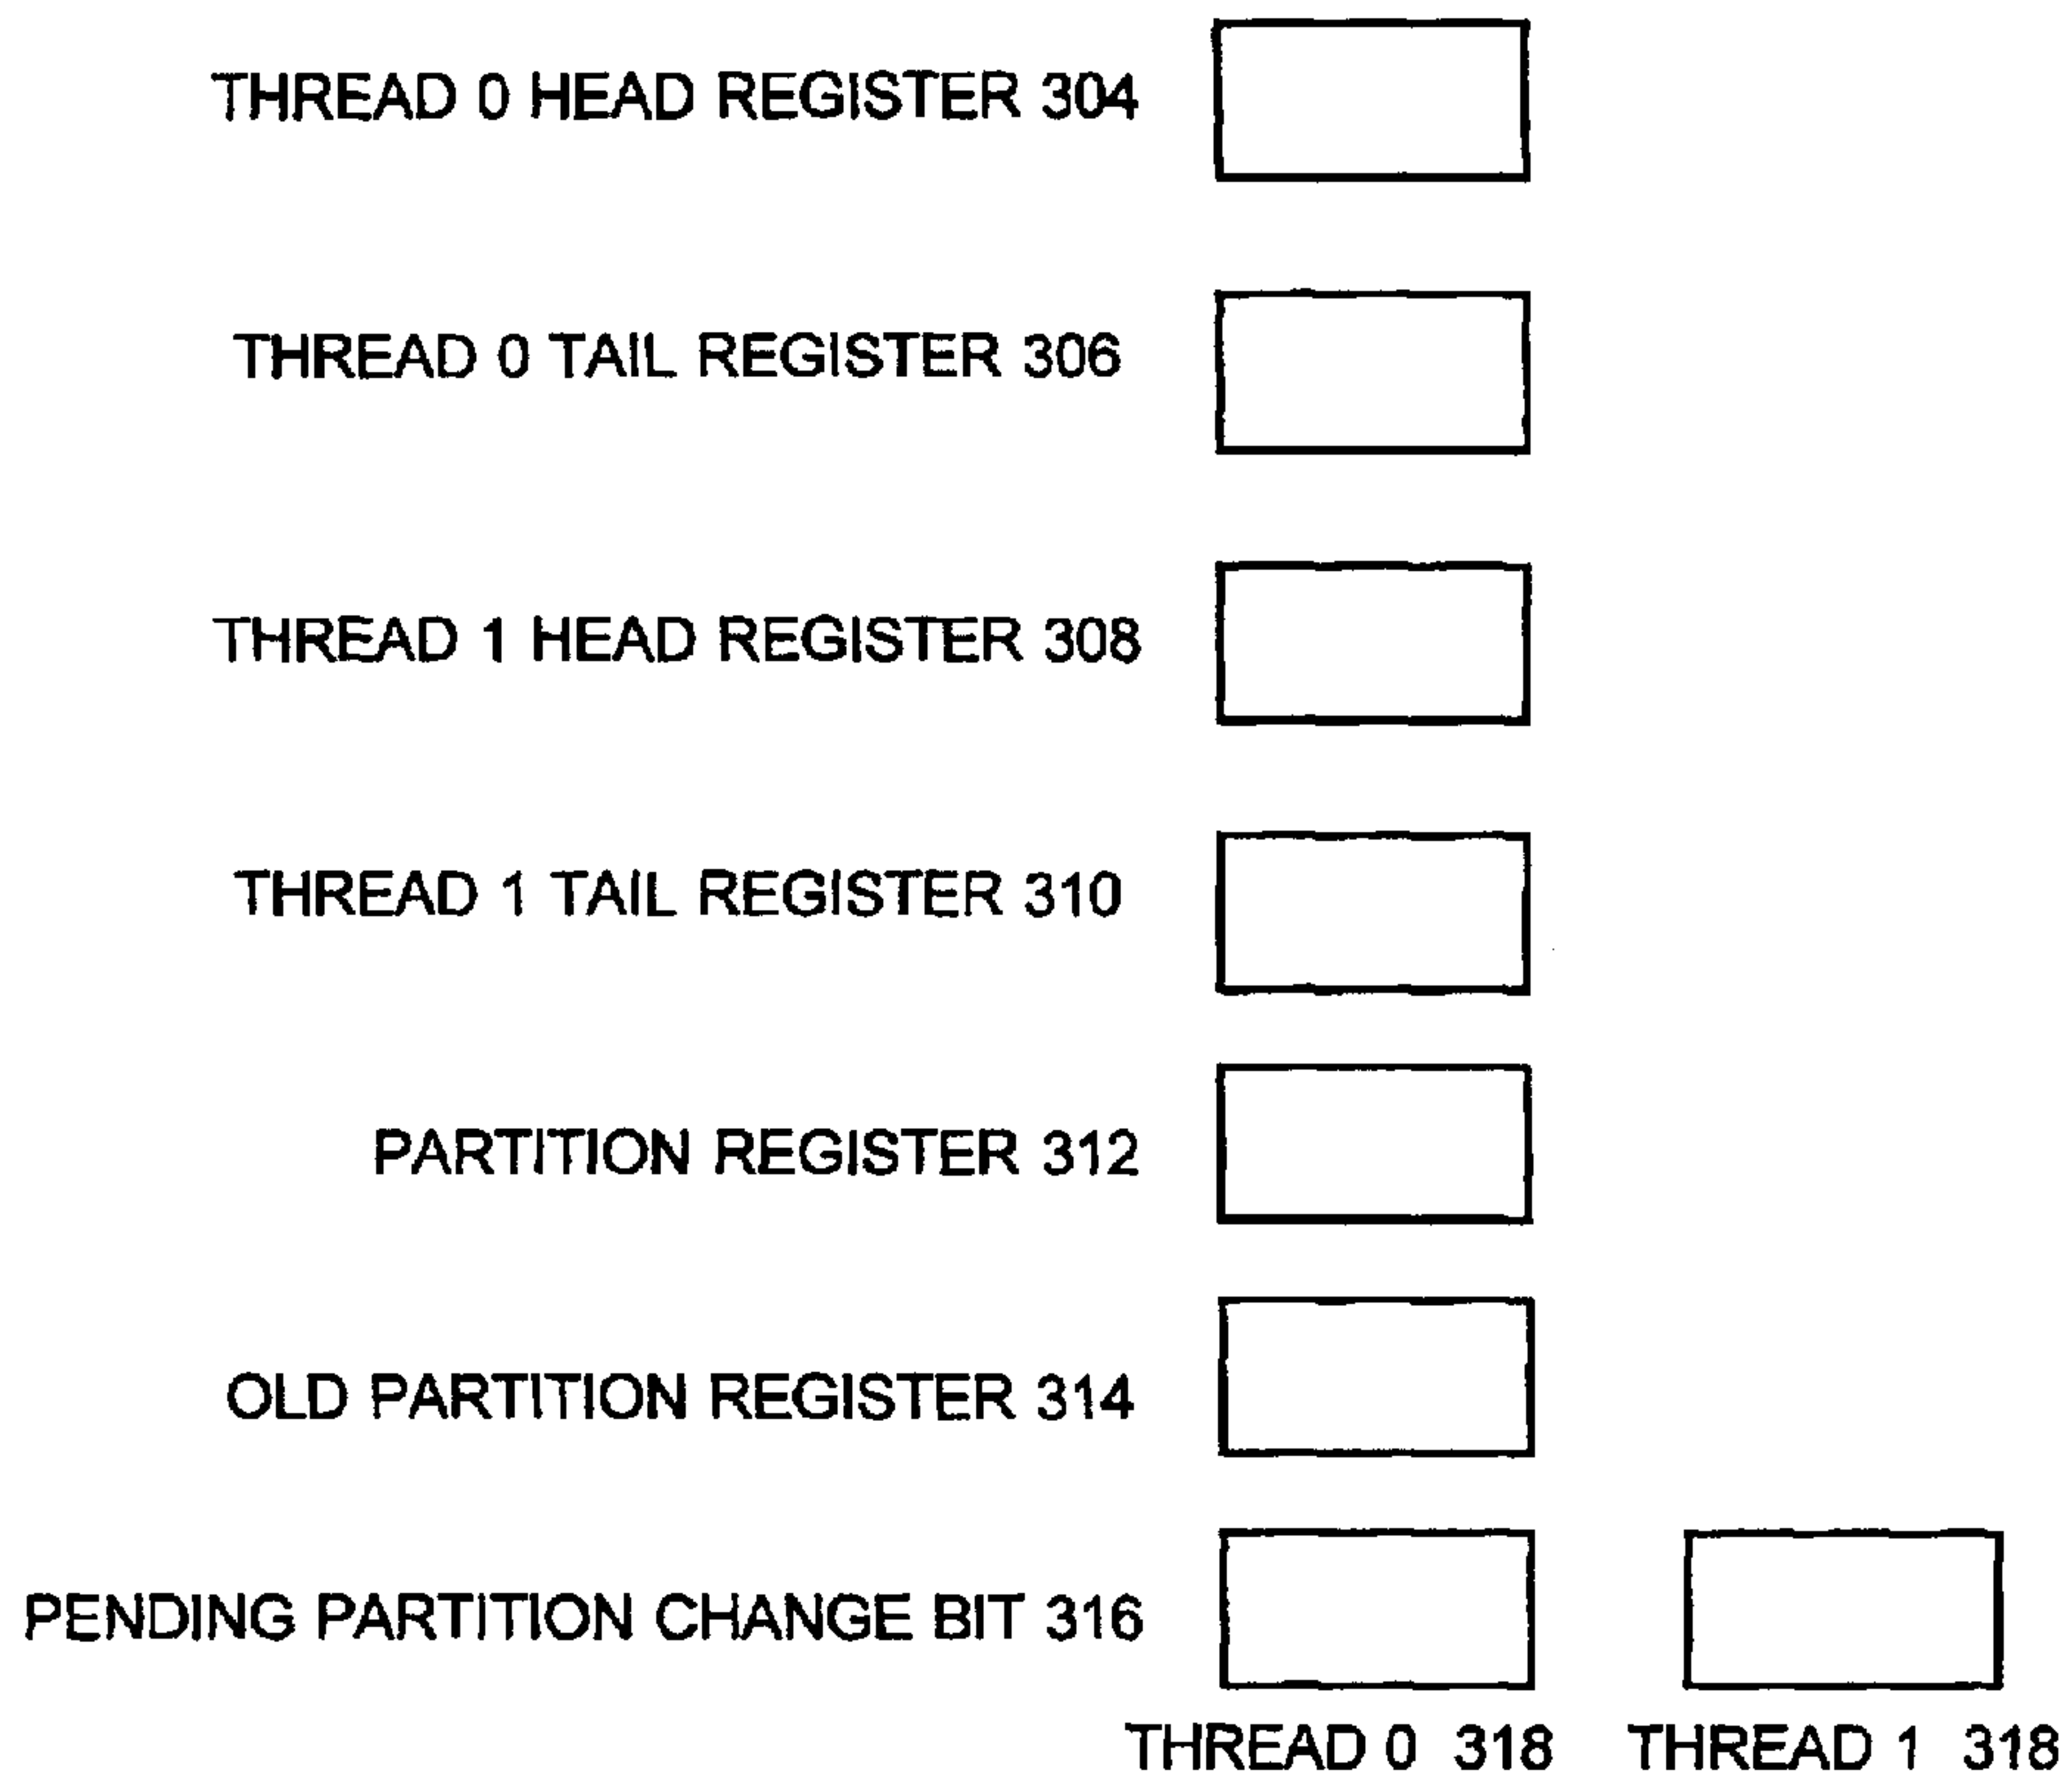 THREAD 0 HEAD REGISTER 304
THREAD 0 TAIL REGISTER 306
THREAD 1 HEAD REGISTER 308
THREAD 1 TAIL REGISTER 310
PARTITION REGISTER 312
OLD PARTITION REGISTER 314
PENDING PARTITION CHANGE BIT 316
THREAD 0 318 THREAD 1 318